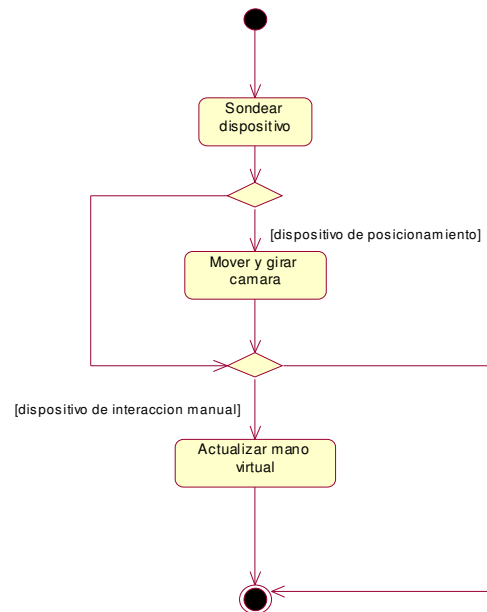 Sondear
dispositivo
[dispositivo de posicionamiento]
Mover y girar
camara
[dispositivo de interaccion manual]
Actualizar mano
virtual